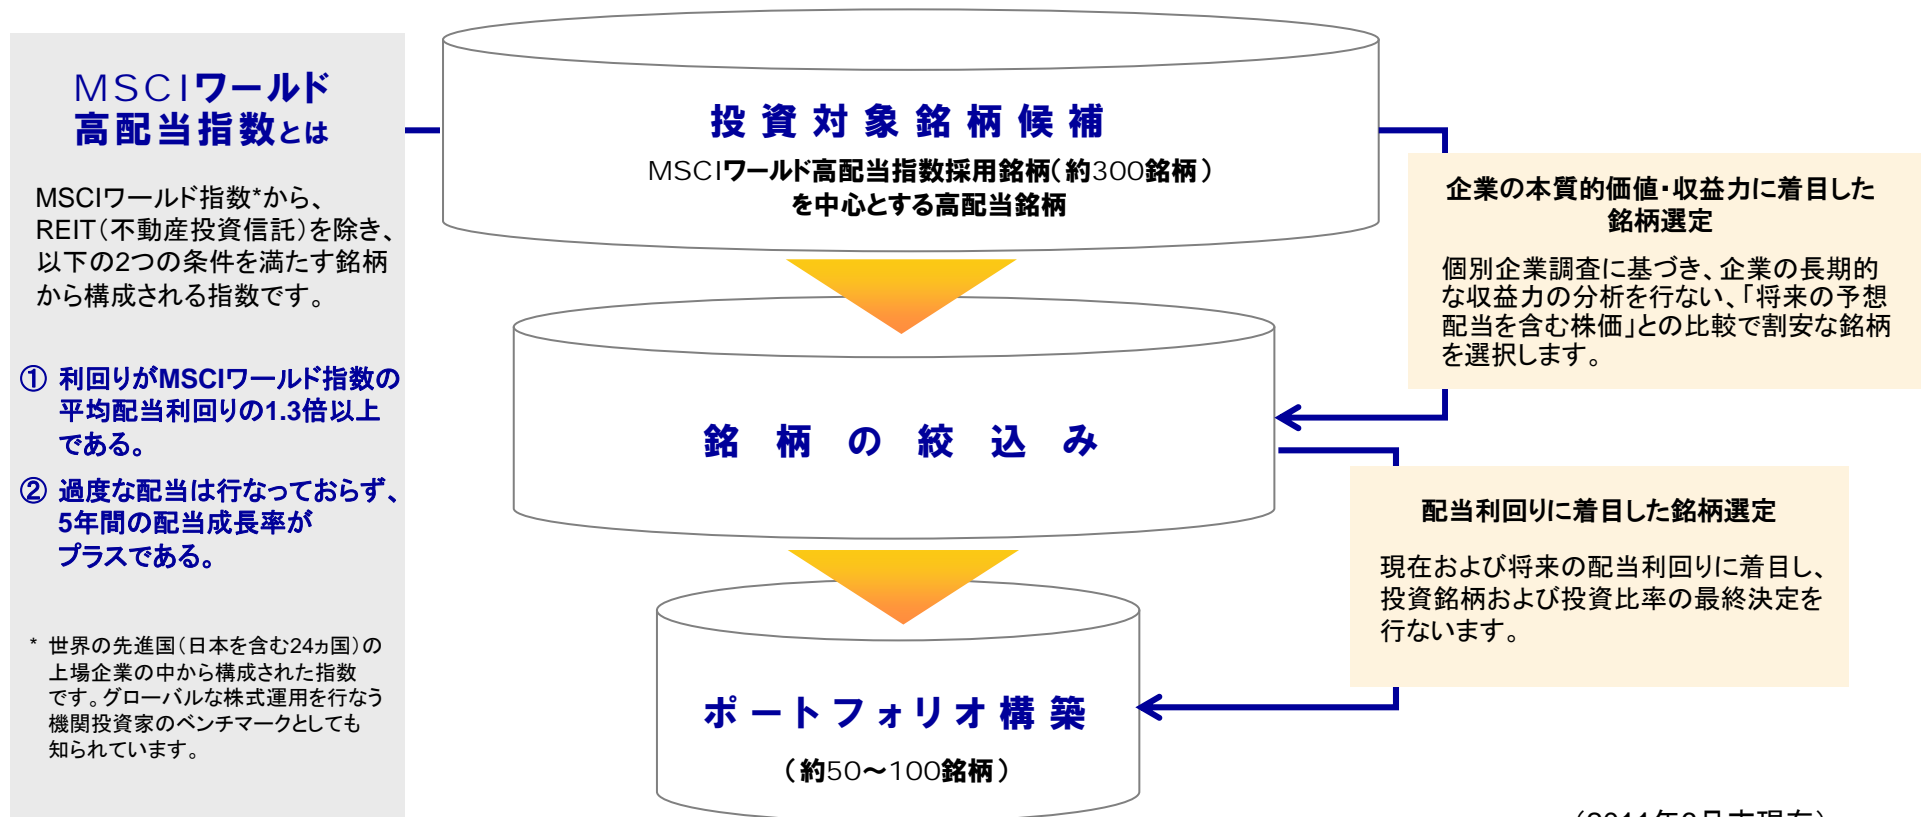 MSCIワールド
高配当指数とは
MSCIワールド指数*から、
REIT(不動産投資信託)を除き、
以下の2つの条件を満たす銘柄
から構成される指数です。
① 利回りがMSCIワールド指数の
平均配当利回りの1.3倍以上
である。
② 過度な配当は行なっておらず、
5年間の配当成長率が
プラスである。
* 世界の先進国(日本を含む24ヵ国)の
上場企業の中から構成された指数
です。グローバルな株式運用を行なう
機関投資家のベンチマークとしても
知られています。
投資対象銘柄候補
MSCIワールド高配当指数採用銘柄(約300銘柄)
を中心とする高配当銘柄
企業の本質的価値・収益力に着目した
銘柄選定
個別企業調査に基づき、企業の長期的
な収益力の分析を行ない、「将来の予想
配当を含む株価」との比較で割安な銘柄
を選択します。
銘柄の絞込み
配当利回りに着目した銘柄選定
現在および将来の配当利回りに着目し、
投資銘柄および投資比率の最終決定を
行ないます。
ポートフォリオ構築
(約50~100銘柄)